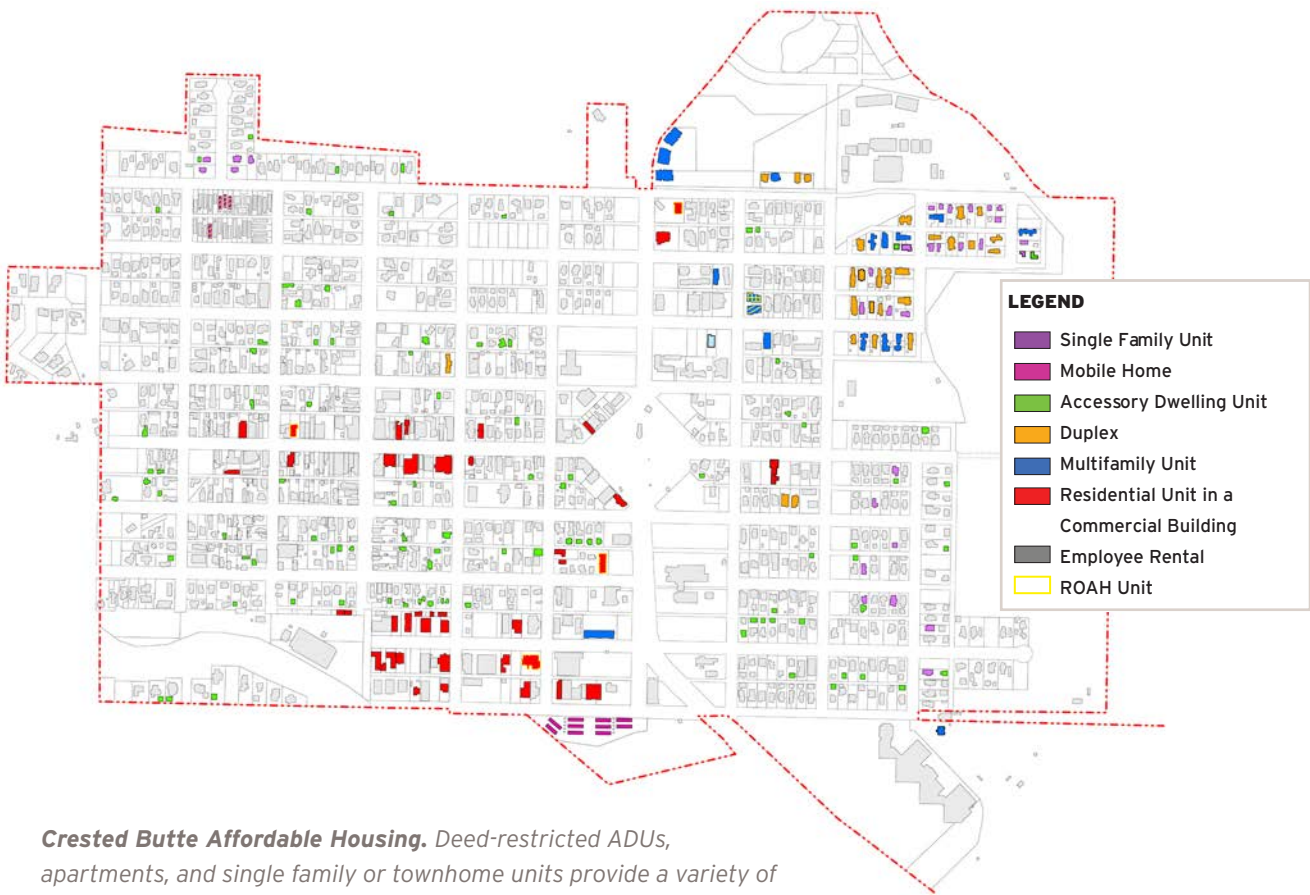 LEGEND
Single Family Unit
Mobile Home
Accessory Dwelling Unit
Duplex
Multifamily Unit
Residential Unit in a
Commercial Building
Employee Rental
ROAH Unit
Crested Butte Affordable Housing. Deed-restricted ADUs,
apartments, and single family or townhome units provide a variety of